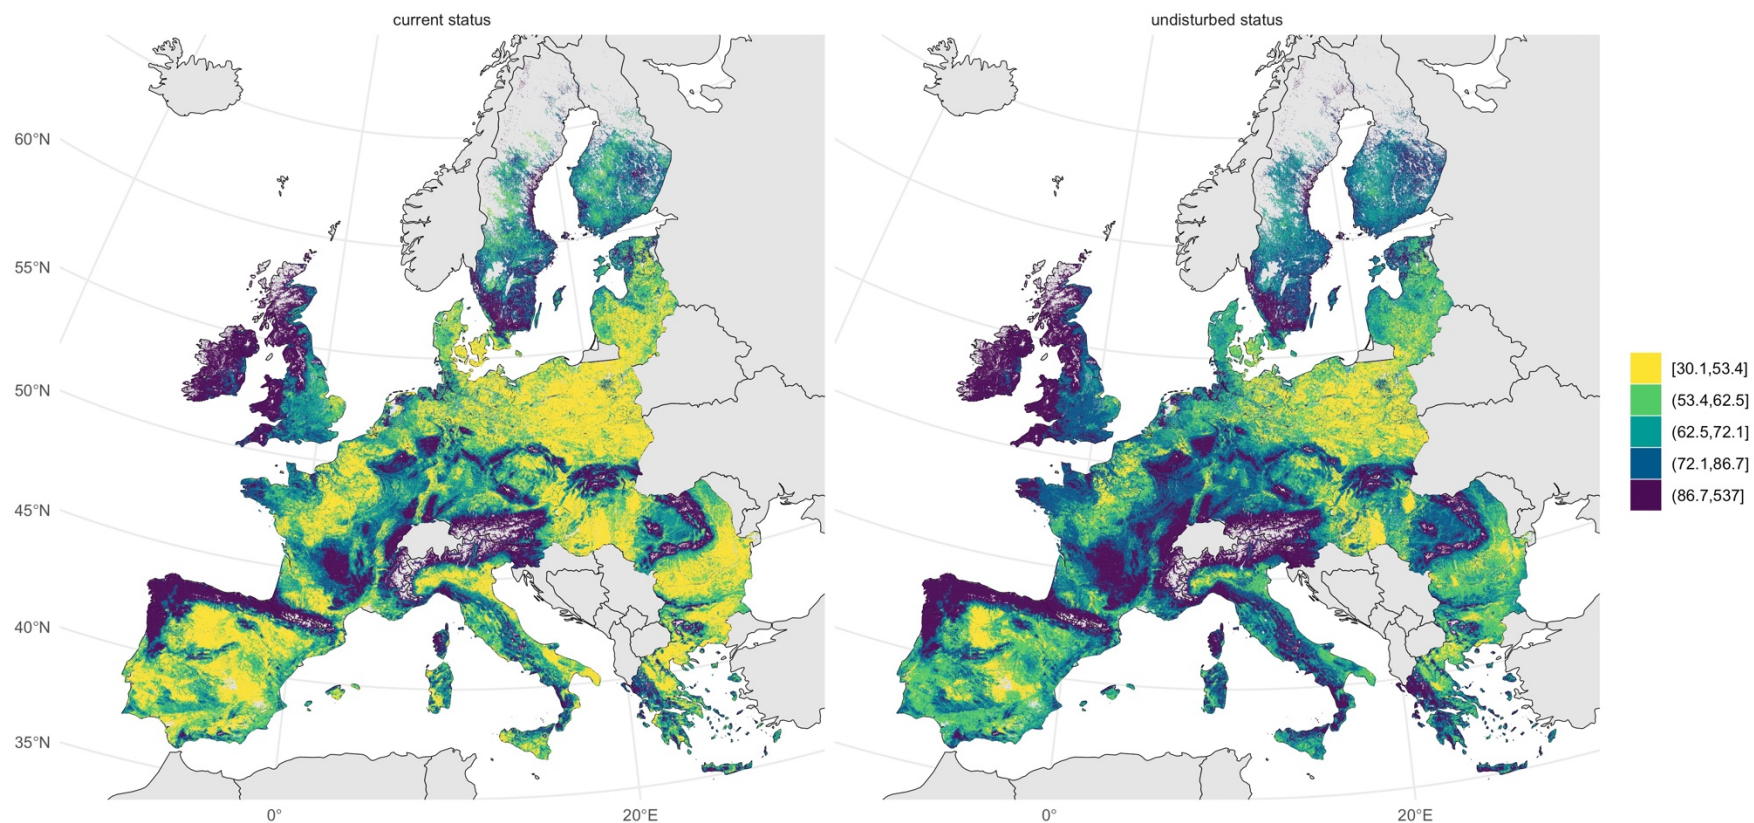 current status
undisturbed status
60°N
55°N
50°N
45°N
40°N
35°N
0°
20°E
0°
20°E
[30.1,53.4]
(53.4,62.5]
(62.5,72.1]
(72.1,86.7]
(86.7,537]